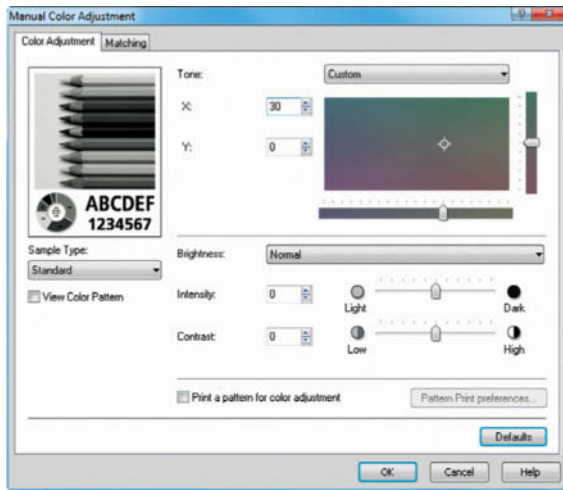 Manual Color Adjustment
Color Adjustment Matching
ABCDEF
1234567
Sample Type:
Standard
View Color Pattern
Tone: Custom
X: 30
Y: 0
Brightness: Normal
Intensity: 0 Light Dark
Contrast: 0 Low High
Print a pattern for color adjustment Pattern Print preferences...
Defaults
OK Cancel Help